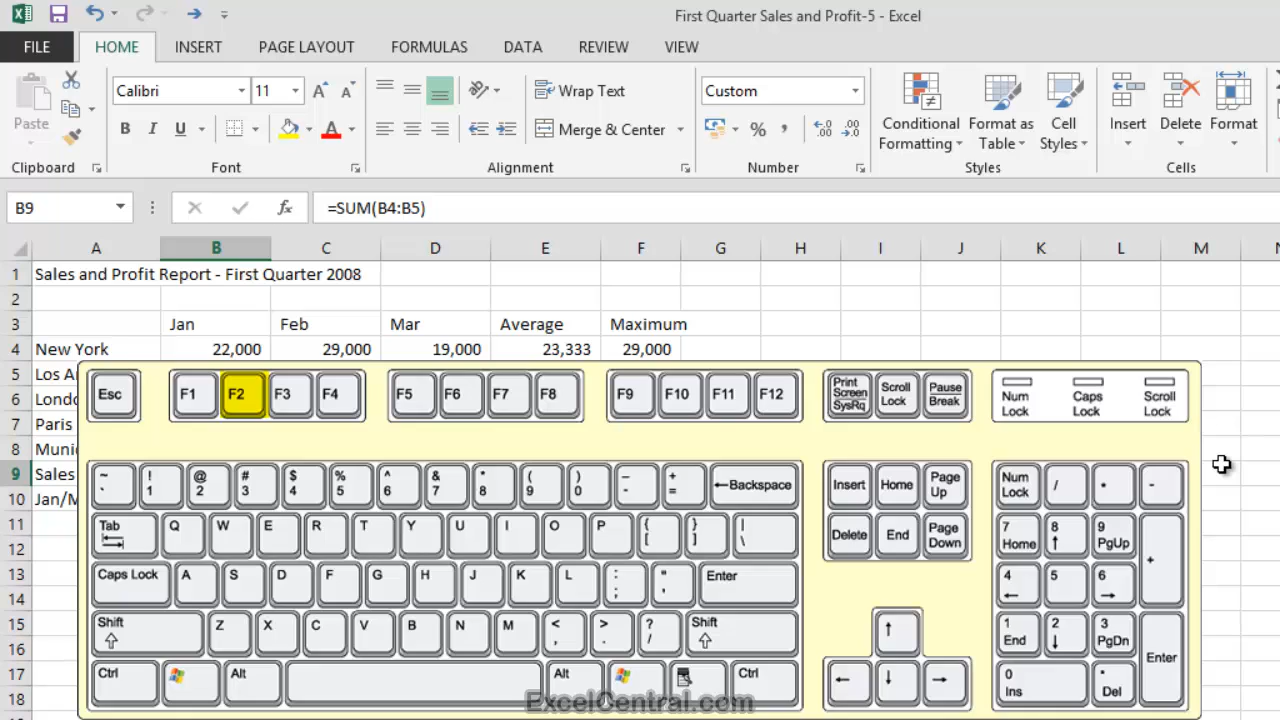 First Quarter Sales and Profit-5 - Excel
FILE HOME INSERT PAGE LAYOUT FORMULAS DATA REVIEW VIEW
Calibri 11 Wrap Text Custom
Paste B I U Merge & Center % , Conditional Formatting Format as Table Cell Styles Insert Delete Format
Clipboard Font Alignment Number Styles Cells
B9 fx =SUM(B4:B5)
A B C D E F G H I J K L M
1 Sales and Profit Report - First Quarter 2008
2
3 Jan Feb Mar Average Maximum
4 New York 22,000 29,000 19,000 23,333 29,000
5 Los
6
7 Paris
8
9 Sales
10
11
12
13
14
15
16
17
18
Esc F1 F2 F3 F4 F5 F6 F7 F8 F9 F10 F11 F12 Print Screen SysRq Scroll Lock Pause Break Num Lock Caps Lock Scroll Lock
~ ` ! 1 @ 2 # 3 $ 4 % 5 ^ 6 & 7 * 8 ( 9 ) 0 _ - + = ←Backspace Insert Home Page Up Num Lock / * -
Tab Q W E R T Y U I O P { [ } ] | \ Delete End Page Down 7 Home 8 ↑ 9 PgUp +
Caps Lock A S D F G H J K L : ; " ' Enter 4 ← 5 6 →
Shift Z X C V B N M < , > . ? / Shift ↑ 1 End 2 ↓ 3 PgDn Enter
Ctrl Alt Alt Ctrl ← ↓ → 0 Ins . Del
ExcelCentral.com